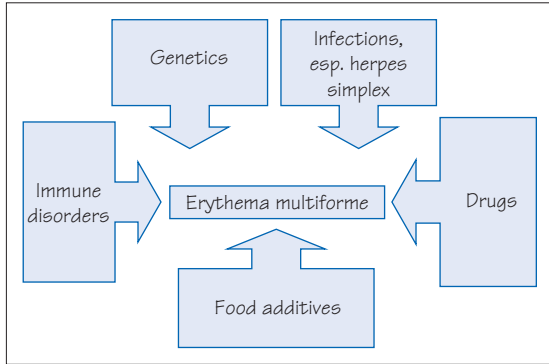 Genetics
Infections,
esp. herpes
simplex
Immune
disorders
Erythema multiforme
Drugs
Food additives